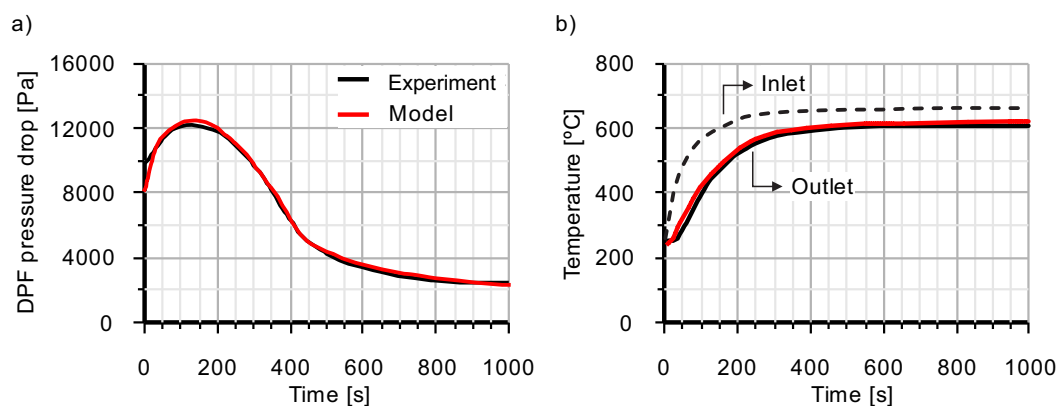 a)
16000
12000
8000
4000
0
DPF pressure drop [Pa]
Experiment
Model
0 200 400 600 800 1000
Time [s]
b)
800
600
400
200
0
Temperature [ºC]
Inlet
Outlet
0 200 400 600 800 1000
Time [s]